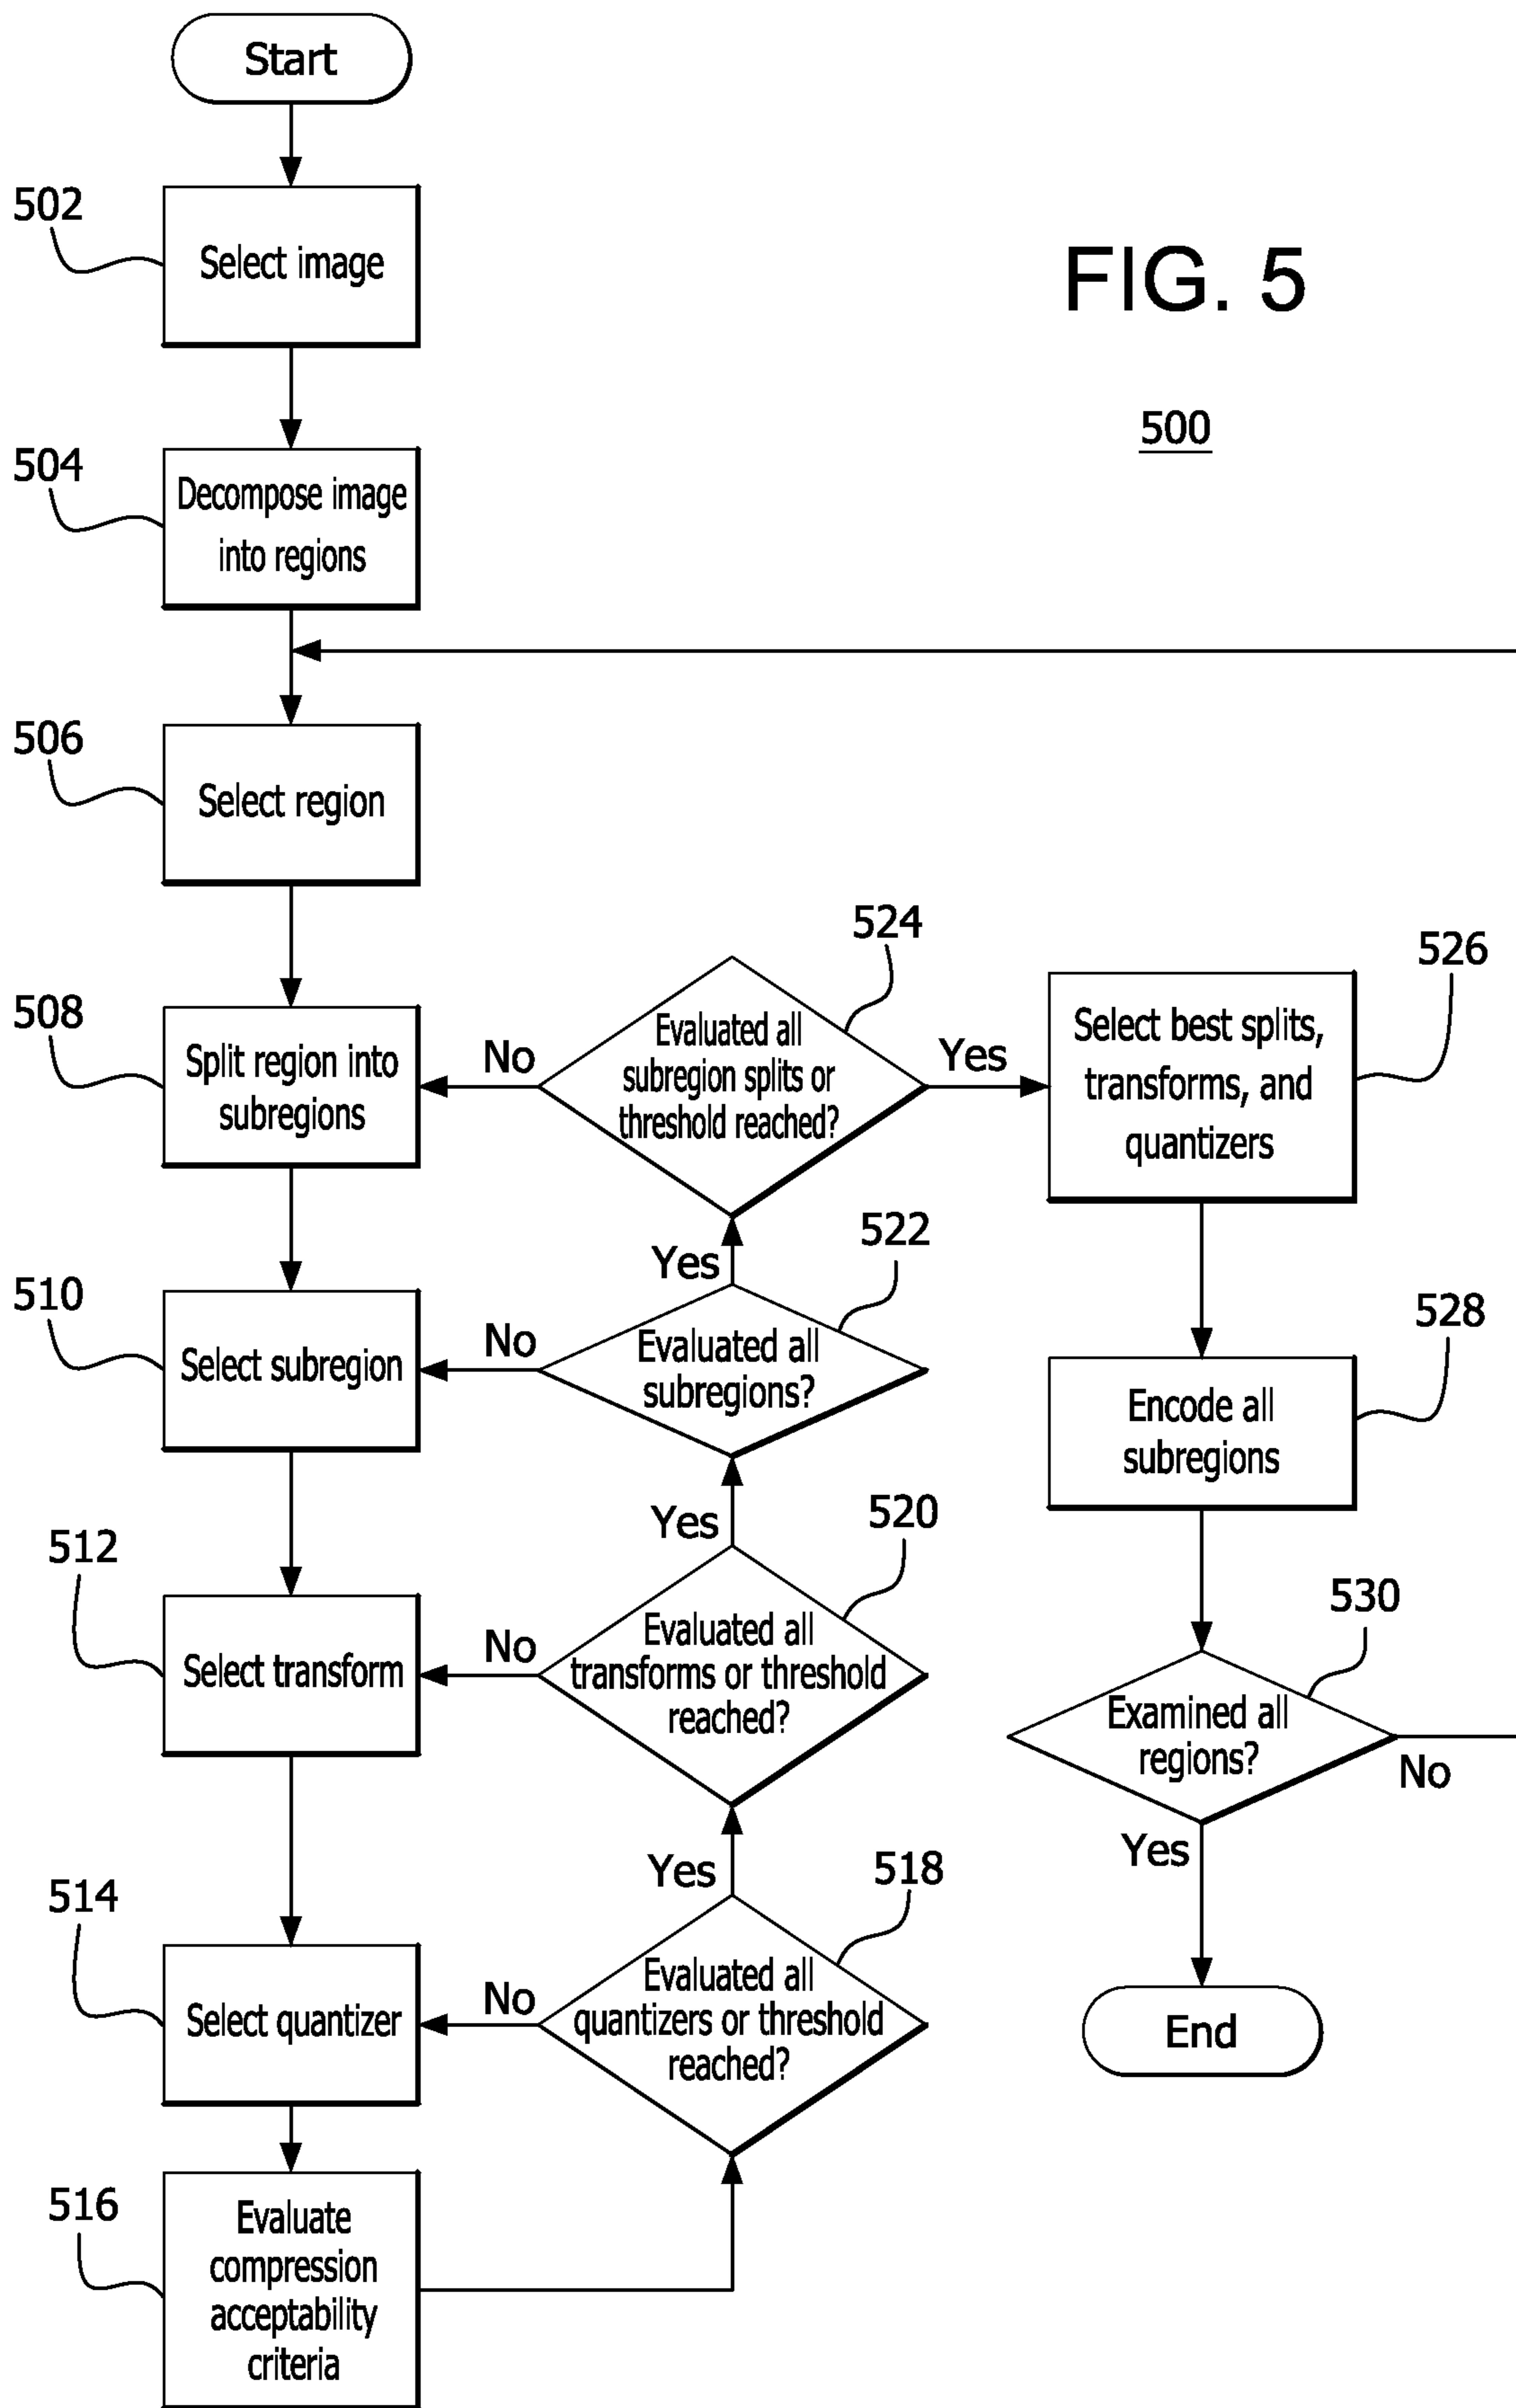 Start
502
Select image
FIG. 5
500
504
Decompose image
into regions
506
Select region
508
Split region into
subregions
No
524
Evaluated all
subregion splits or
threshold reached?
Yes
526
Select best splits,
transforms, and
quantizers
Yes
510
Select subregion
No
522
Evaluated all
subregions?
528
Encode all
subregions
Yes
512
Select transform
No
520
Evaluated all
transforms or threshold
reached?
530
Examined all
regions?
No
Yes
Yes
514
Select quantizer
No
518
Evaluated all
quantizers or threshold
reached?
End
516
Evaluate
compression
acceptability
criteria